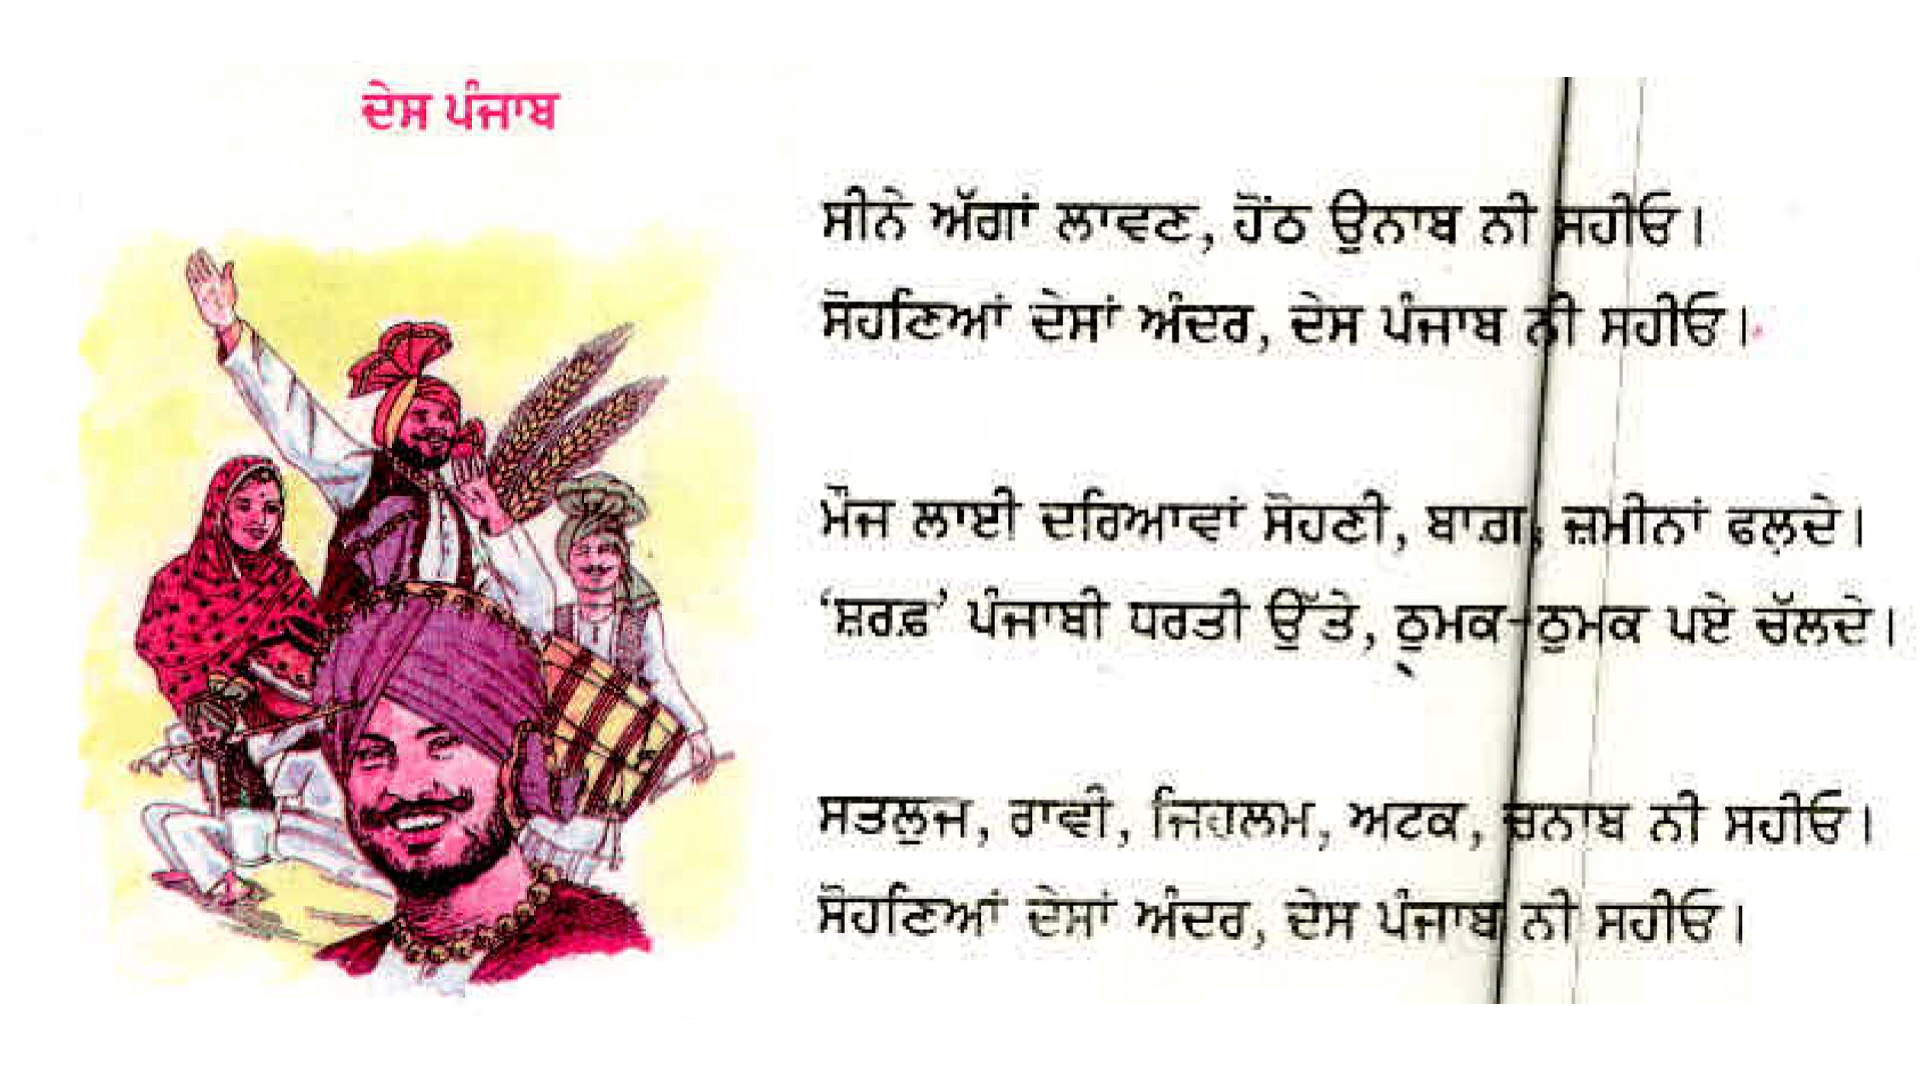 ਦੇਸ ਪੰਜਾਬ
ਸੀਨੇ ਅੱਗਾਂ ਲਾਵਣ, ਹੋਂਠ ਉਨਾਬ ਨੀ ਸਹੀਓ।
ਸੋਹਣਿਆਂ ਦੇਸਾਂ ਅੰਦਰ, ਦੇਸ ਪੰਜਾਬ ਨੀ ਸਹੀਓ।
ਮੌਜ ਲਾਈ ਦਰਿਆਵਾਂ ਸੋਹਣੀ, ਬਾਗ਼, ਜ਼ਮੀਨਾਂ ਫਲ਼ਦੇ।
‘ਸ਼ਰਫ਼’ ਪੰਜਾਬੀ ਧਰਤੀ ਉੱਤੇ, ਠੁਮਕ-ਠੁਮਕ ਪਏ ਚੱਲਦੇ।
ਸਤਲੁਜ, ਰਾਵੀ, ਜਿਹਲਮ, ਅਟਕ, ਚਨਾਬ ਨੀ ਸਹੀਓ।
ਸੋਹਣਿਆਂ ਦੇਸਾਂ ਅੰਦਰ, ਦੇਸ ਪੰਜਾਬ ਨੀ ਸਹੀਓ।